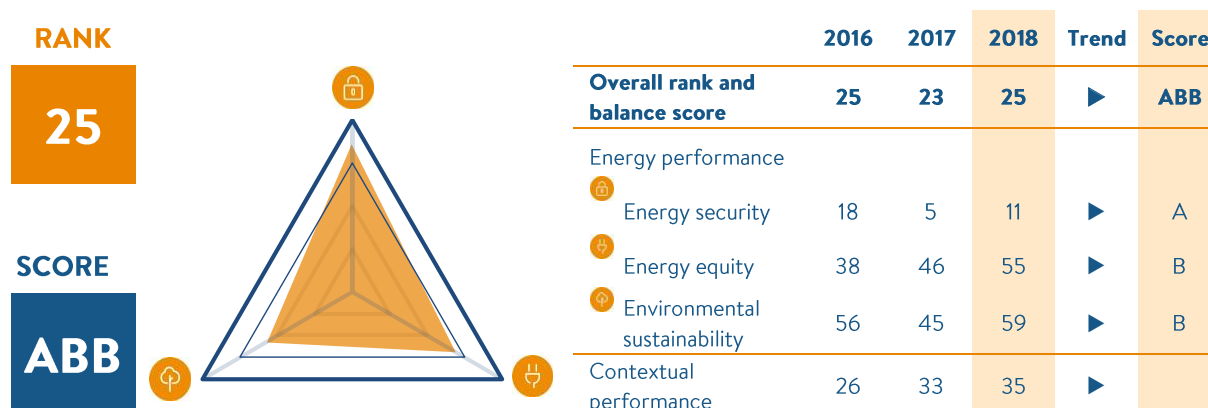 RANK
25
SCORE
ABB
2016 2017 2018 Trend Score
Overall rank and
balance score
25 23 25 ABB
Energy performance
Energy security 18 5 11 A
Energy equity 38 46 55 B
Environmental
sustainability
56 45 59 B
Contextual
performance
26 33 35